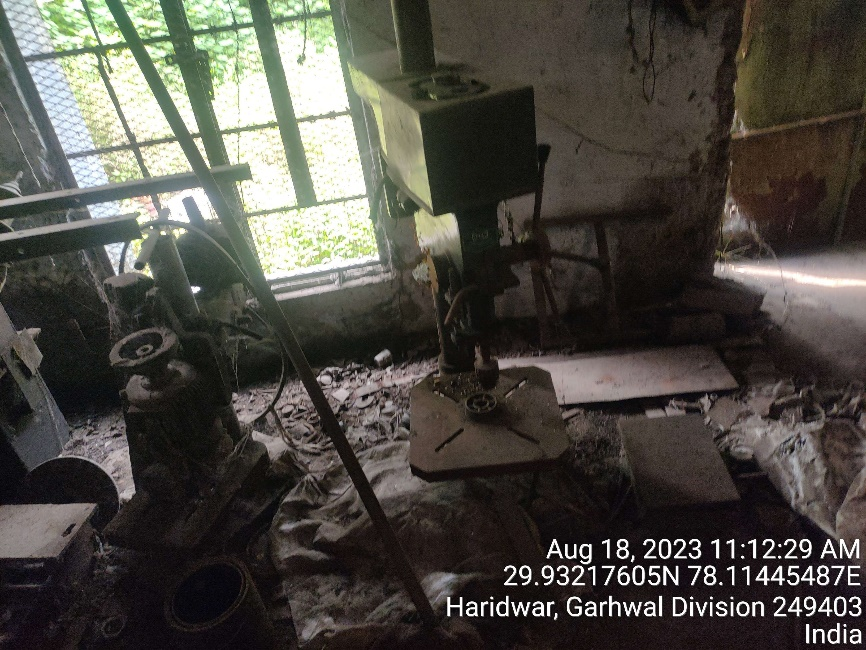 Aug 18, 2023 11:12:29 AM
29.93217605N 78.11445487E
Haridwar, Garhwal Division 249403
India